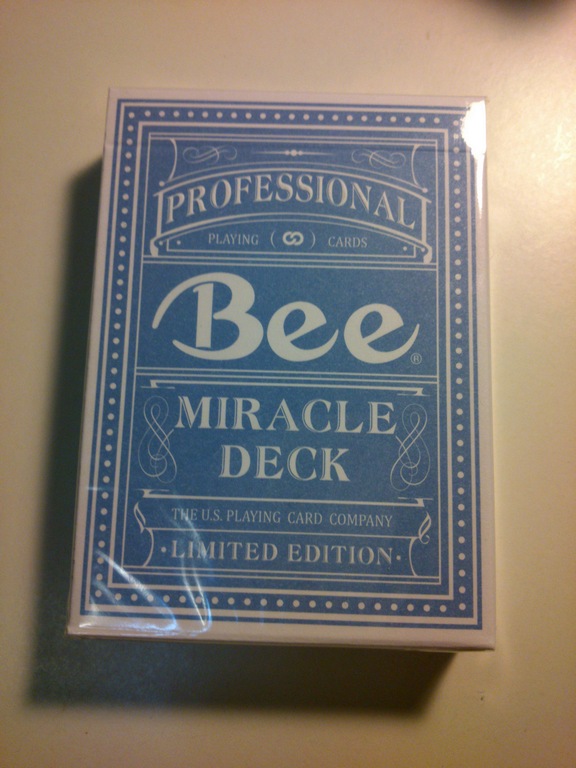 PROFESSIONAL
PLAYING CARDS
Bee®
MIRACLE
DECK
THE U.S. PLAYING CARD COMPANY
·LIMITED EDITION·